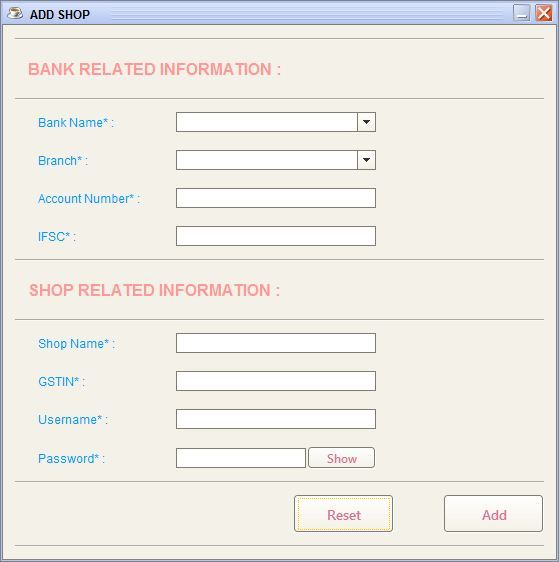 ADD SHOP
BANK RELATED INFORMATION :
Bank Name* :
Branch* :
Account Number* :
IFSC* :
SHOP RELATED INFORMATION :
Shop Name* :
GSTIN* :
Username* :
Password* : Show
Reset Add